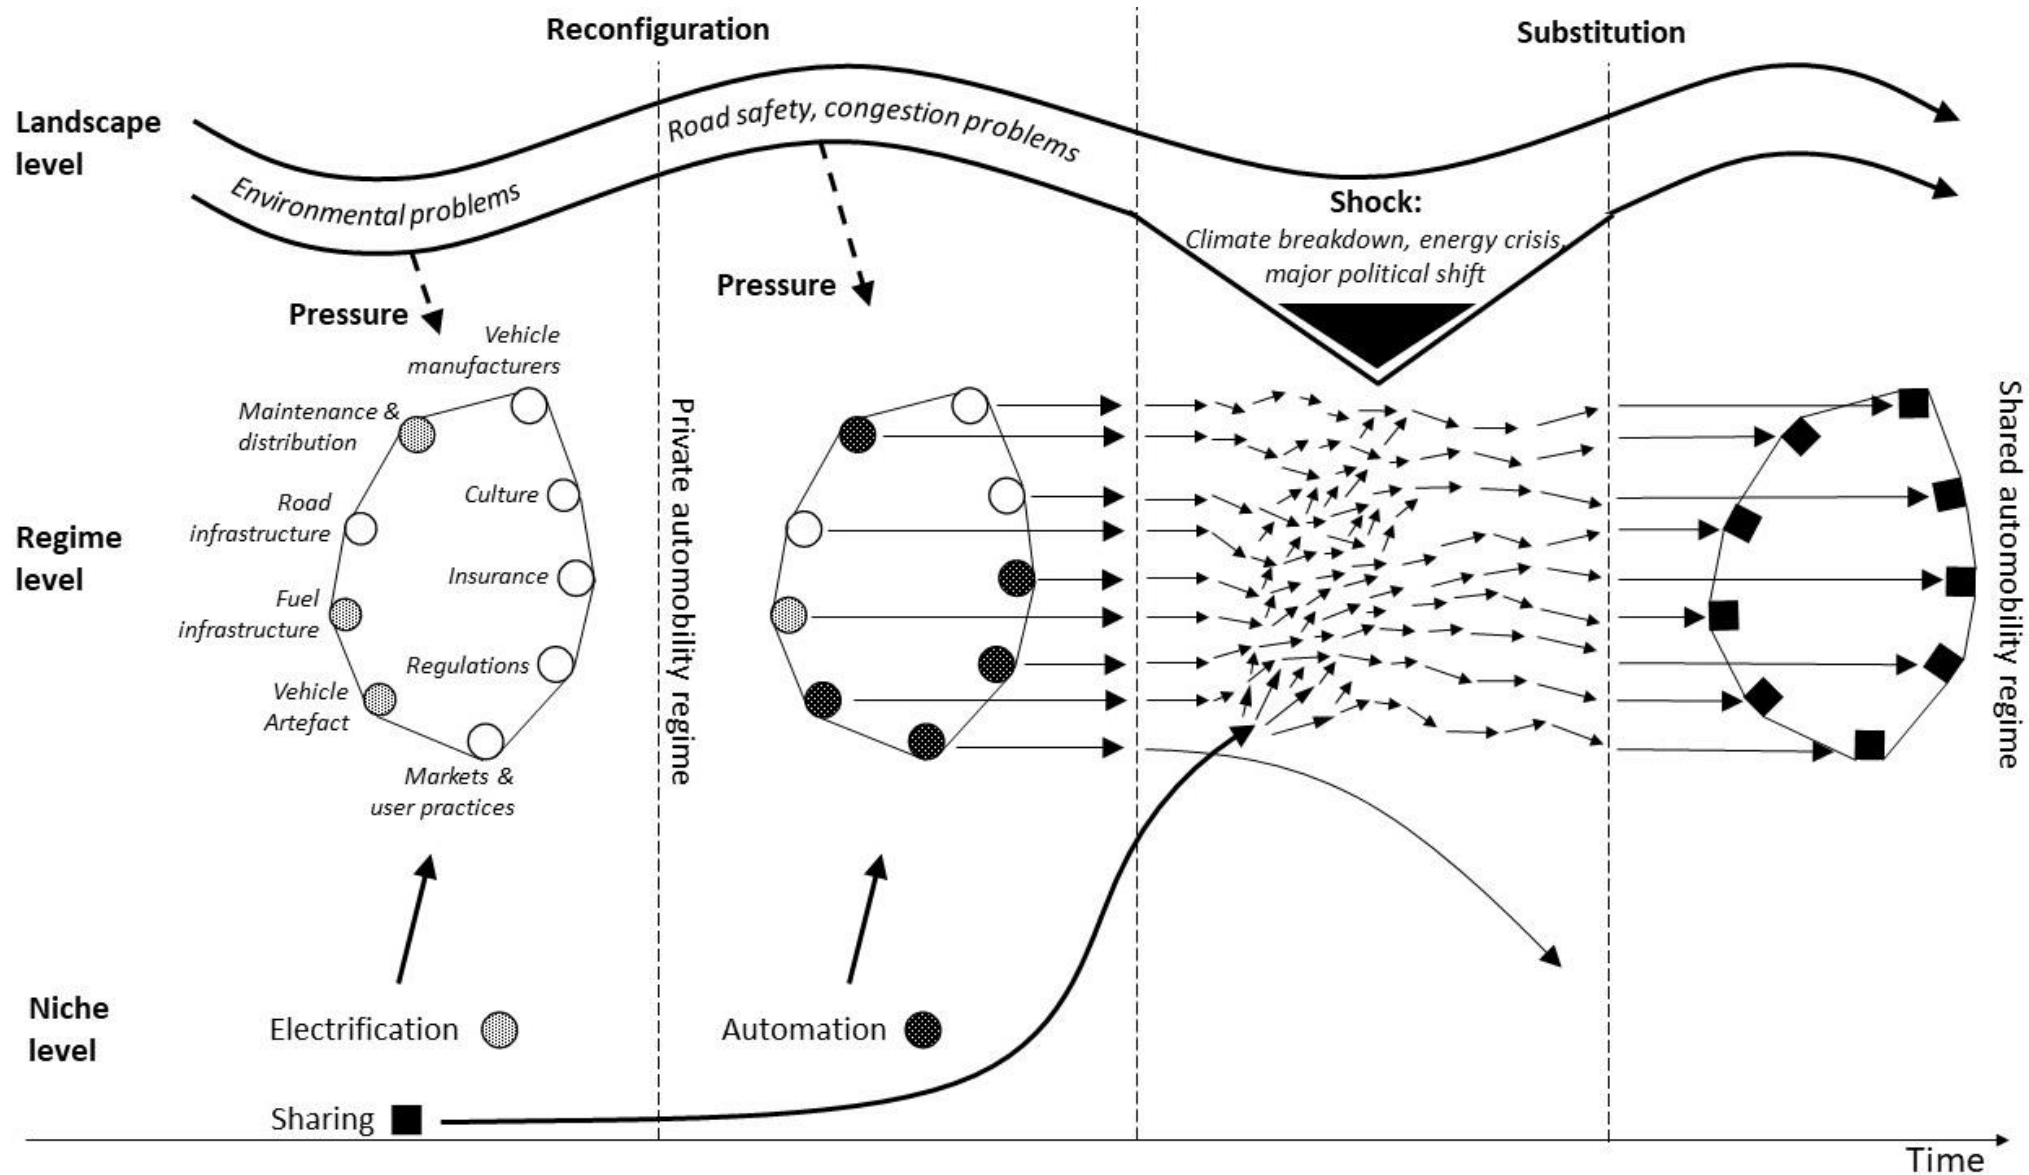 Reconfiguration
Substitution
Landscape
level
Environmental problems
Road safety, congestion problems
Shock:
Climate breakdown, energy crisis,
major political shift
Pressure
Pressure
Vehicle
manufacturers
Maintenance &
distribution
Culture
Road
infrastructure
Insurance
Fuel
infrastructure
Regulations
Vehicle
Artefact
Markets &
user practices
Regime
level
Private automobility regime
Shared automobility regime
Niche
level
Electrification
Automation
Sharing
Time